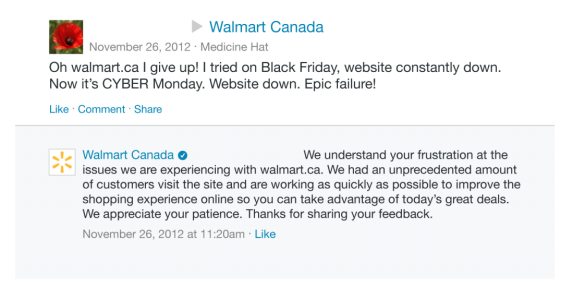 Walmart Canada
November 26, 2012 · Medicine Hat
Oh walmart.ca I give up! I tried on Black Friday, website constantly down.
Now it's CYBER Monday. Website down. Epic failure!
Like · Comment · Share
Walmart Canada We understand your frustration at the
issues we are experiencing with walmart.ca. We had an unprecedented amount
of customers visit the site and are working as quickly as possible to improve the
shopping experience online so you can take advantage of today's great deals.
We appreciate your patience. Thanks for sharing your feedback.
November 26, 2012 at 11:20am · Like